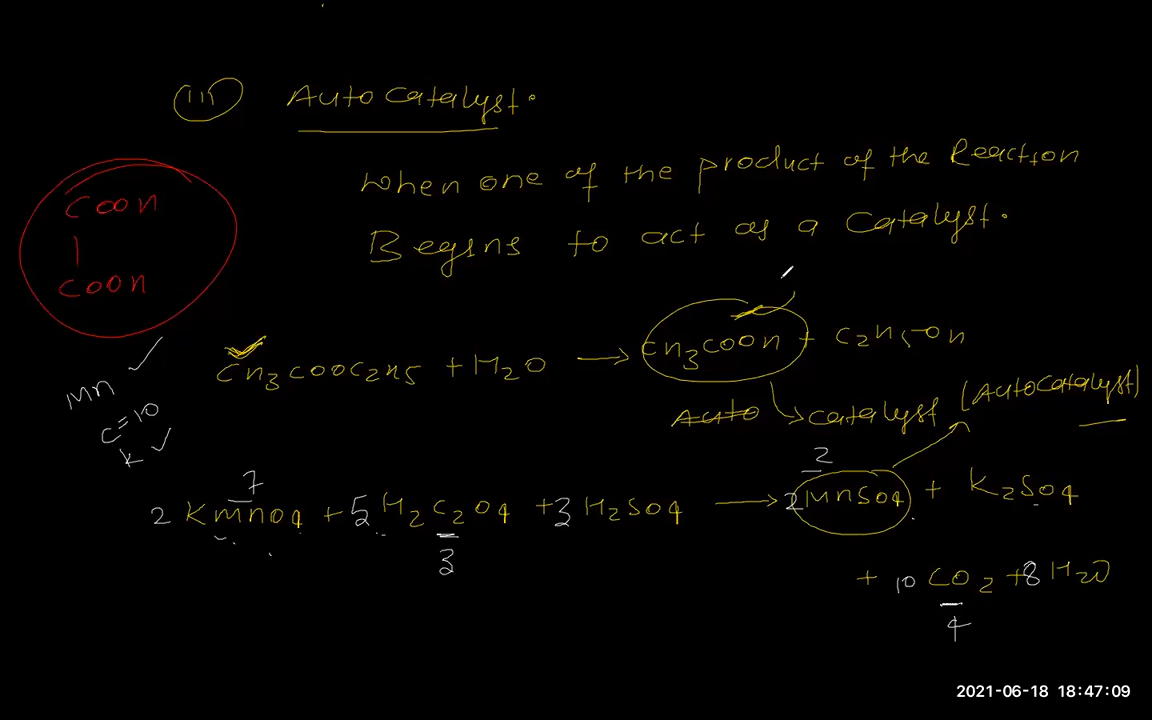 (III) Auto Catalyst.
When one of the product of the Reaction
Begins to act as a Catalyst.
COOH
|
COOH
CH3COOC2H5 + H2O → CH3COOH + C2H5OH
Mn ✓
C=10
K ✓
Auto → Catalyst (AutoCatalyst)
7
2
2 KMnO4 + 5 H2C2O4 + 3 H2SO4 → 2 MnSO4 + K2SO4
3
+ 10 CO2 + 8 H2O
4
2021-06-18 18:47:09